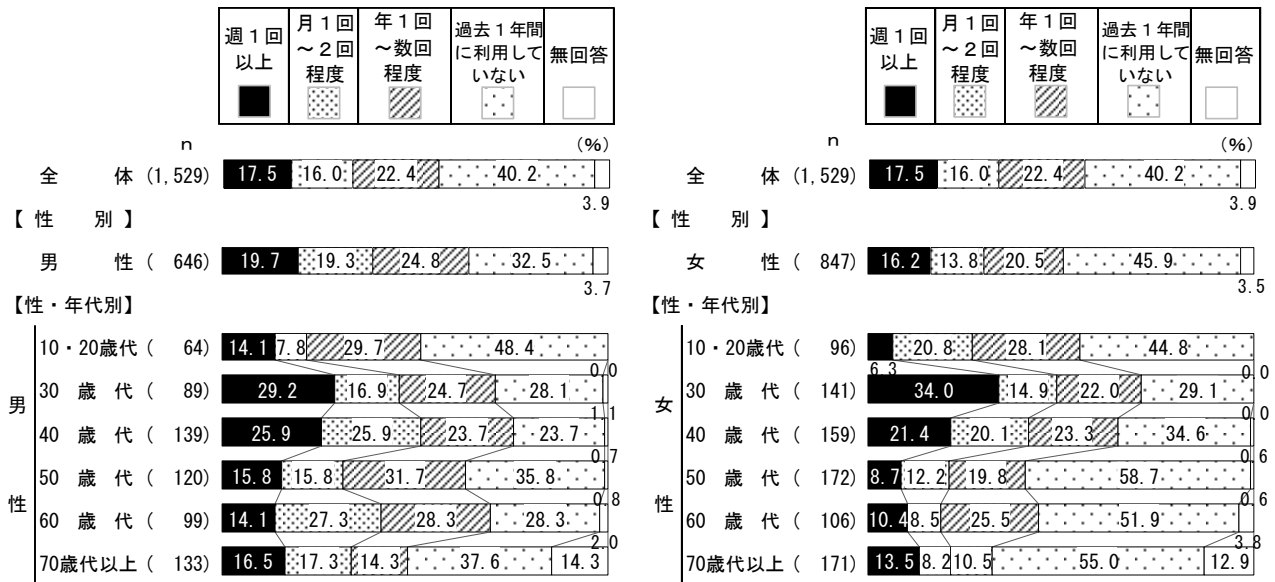 週１回以上 月１回～２回程度 年１回～数回程度 過去１年間に利用していない 無回答
n (%)
全体 (1,529) 17.5 16.0 22.4 40.2 3.9
【性別】
男性 ( 646) 19.7 19.3 24.8 32.5 3.7
【性・年代別】
男性
10・20歳代 ( 64) 14.1 7.8 29.7 48.4 0.0
30歳代 ( 89) 29.2 16.9 24.7 28.1 1.1
40歳代 ( 139) 25.9 25.9 23.7 23.7 0.7
50歳代 ( 120) 15.8 15.8 31.7 35.8 0.8
60歳代 ( 99) 14.1 27.3 28.3 28.3 2.0
70歳代以上 ( 133) 16.5 17.3 14.3 37.6 14.3
週１回以上 月１回～２回程度 年１回～数回程度 過去１年間に利用していない 無回答
n (%)
全体 (1,529) 17.5 16.0 22.4 40.2 3.9
【性別】
女性 ( 847) 16.2 13.8 20.5 45.9 3.5
【性・年代別】
女性
10・20歳代 ( 96) 6.3 20.8 28.1 44.8 0.0
30歳代 ( 141) 34.0 14.9 22.0 29.1 0.0
40歳代 ( 159) 21.4 20.1 23.3 34.6 0.6
50歳代 ( 172) 8.7 12.2 19.8 58.7 0.6
60歳代 ( 106) 10.4 8.5 25.5 51.9 3.8
70歳代以上 ( 171) 13.5 8.2 10.5 55.0 12.9